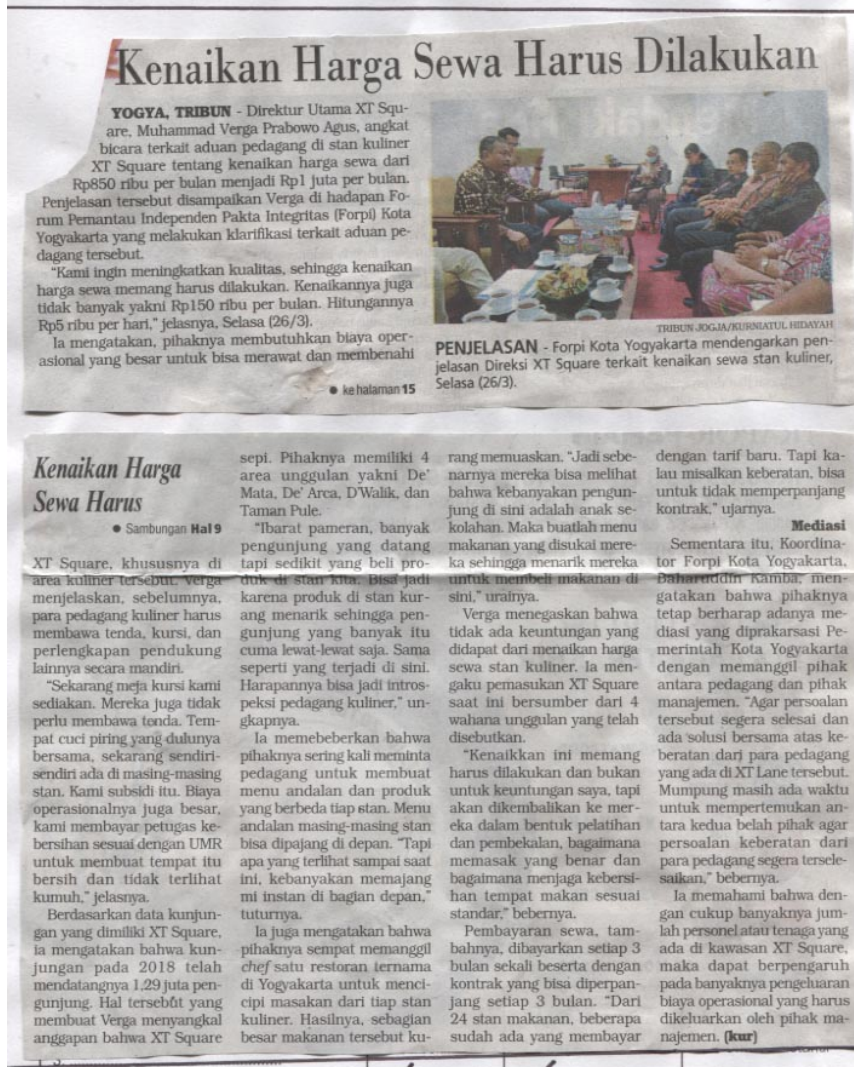 Kenaikan Harga Sewa Harus Dilakukan
YOGYA, TRIBUN - Direktur Utama XT Squ-
are, Muhammad Verga Prabowo Agus, angkat
bicara terkait aduan pedagang di stan kuliner
XT Square tentang kenaikan harga sewa dari
Rp850 ribu per bulan menjadi Rp1 juta per bulan.
Penjelasan tersebut disampaikan Verga di hadapan Fo-
rum Pemantau Independen Pakta Integritas (Forpi) Kota
Yogyakarta yang melakukan klarifikasi terkait aduan pe-
dagang tersebut.
"Kami ingin meningkatkan kualitas, sehingga kenaikan
harga sewa memang harus dilakukan. Kenaikannya juga
tidak banyak yakni Rp150 ribu per bulan. Hitungannya
Rp5 ribu per hari," jelasnya, Selasa (26/3).
Ia mengatakan, pihaknya membutuhkan biaya oper-
asional yang besar untuk bisa merawat dan membenahi
● ke halaman 15
TRIBUN JOGJA/KURNIATUL HIDAYAH
PENJELASAN - Forpi Kota Yogyakarta mendengarkan pen-
jelasan Direksi XT Square terkait kenaikan sewa stan kuliner,
Selasa (26/3).
Kenaikan Harga
Sewa Harus
● Sambungan Hal 9
XT Square, khususnya di
area kuliner tersebut. Verga
menjelaskan, sebelumnya,
para pedagang kuliner harus
membawa tenda, kursi, dan
perlengkapan pendukung
lainnya secara mandiri.
"Sekarang meja kursi kami
sediakan. Mereka juga tidak
perlu membawa tenda. Tem-
pat cuci piring yang dulunya
bersama, sekarang sendiri-
sendiri ada di masing-masing
stan. Kami subsidi itu. Biaya
operasionalnya juga besar,
kami membayar petugas ke-
bersihan sesuai dengan UMR
untuk membuat tempat itu
bersih dan tidak terlihat
kumuh," jelasnya.
Berdasarkan data kunjun-
gan yang dimiliki XT Square,
ia mengatakan bahwa kun-
jungan pada 2018 telah
mendatangnya 1,29 juta pen-
gunjung. Hal tersebut yang
membuat Verga menyangkal
anggapan bahwa XT Square
sepi. Pihaknya memiliki 4
area unggulan yakni De'
Mata, De' Arca, D'Walik, dan
Taman Pule.
"Ibarat pameran, banyak
pengunjung yang datang
tapi sedikit yang beli pro-
duk di stan kita. Bisa jadi
karena produk di stan kur-
ang menarik sehingga pen-
gunjung yang banyak itu
cuma lewat-lewat saja. Sama
seperti yang terjadi di sini.
Harapannya bisa jadi intros-
peksi pedagang kuliner," un-
gkapnya.
Ia memebeberkan bahwa
pihaknya sering kali meminta
pedagang untuk membuat
menu andalan dan produk
yang berbeda tiap stan. Menu
andalan masing-masing stan
bisa dipajang di depan. "Tapi
apa yang terlihat sampai saat
ini, kebanyakan memajang
mi instan di bagian depan,"
tuturnya.
Ia juga mengatakan bahwa
pihaknya sempat memanggil
chef satu restoran ternama
di Yogyakarta untuk menci-
cipi masakan dari tiap stan
kuliner. Hasilnya, sebagian
besar makanan tersebut ku-
rang memuaskan. "Jadi sebe-
narnya mereka bisa melihat
bahwa kebanyakan pengun-
jung di sini adalah anak se-
kolahan. Maka buatlah menu
makanan yang disukai mere-
ka sehingga menarik mereka
untuk membeli makanan di
sini," urainya.
Verga menegaskan bahwa
tidak ada keuntungan yang
didapat dari menaikan harga
sewa stan kuliner. Ia men-
gaku pemasukan XT Square
saat ini bersumber dari 4
wahana unggulan yang telah
disebutkan.
"Kenaikkan ini memang
harus dilakukan dan bukan
untuk keuntungan saya, tapi
akan dikembalikan ke mer-
eka dalam bentuk pelatihan
dan pembekalan, bagaimana
memasak yang benar dan
bagaimana menjaga kebersi-
han tempat makan sesuai
standar," bebernya.
Pembayaran sewa, tam-
bahnya, dibayarkan setiap 3
bulan sekali beserta dengan
kontrak yang bisa diperpan-
jang setiap 3 bulan. "Dari
24 stan makanan, beberapa
sudah ada yang membayar
dengan tarif baru. Tapi ka-
lau misalkan keberatan, bisa
untuk tidak memperpanjang
kontrak," ujarnya.
Mediasi
Sementara itu, Koordina-
tor Forpi Kota Yogyakarta,
Baharuddin Kamba, men-
gatakan bahwa pihaknya
tetap berharap adanya me-
diasi yang diprakarsasi Pe-
merintah Kota Yogyakarta
dengan memanggil pihak
antara pedagang dan pihak
manajemen. "Agar persoalan
tersebut segera selesai dan
ada solusi bersama atas ke-
beratan dari para pedagang
yang ada di XT Lane tersebut.
Mumpung masih ada waktu
untuk mempertemukan an-
tara kedua belah pihak agar
persoalan keberatan dari
para pedagang segera tersele-
saikan," bebernya.
Ia memahami bahwa den-
gan cukup banyaknya jum-
lah personel atau tenaga yang
ada di kawasan XT Square,
maka dapat berpengaruh
pada banyaknya pengeluaran
biaya operasional yang harus
dikeluarkan oleh pihak ma-
najemen. (kur)